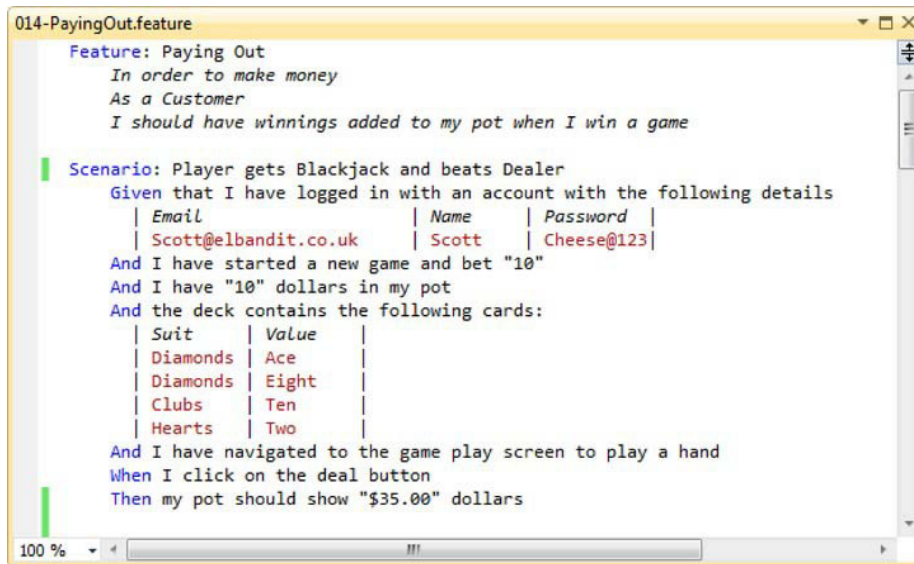 014-PayingOut.feature
Feature: Paying Out
In order to make money
As a Customer
I should have winnings added to my pot when I win a game
Scenario: Player gets Blackjack and beats Dealer
Given that I have logged in with an account with the following details
| Email | Name | Password |
| Scott@elbandit.co.uk | Scott | Cheese@123|
And I have started a new game and bet "10"
And I have "10" dollars in my pot
And the deck contains the following cards:
| Suit | Value |
| Diamonds | Ace |
| Diamonds | Eight |
| Clubs | Ten |
| Hearts | Two |
And I have navigated to the game play screen to play a hand
When I click on the deal button
Then my pot should show "$35.00" dollars
100 %